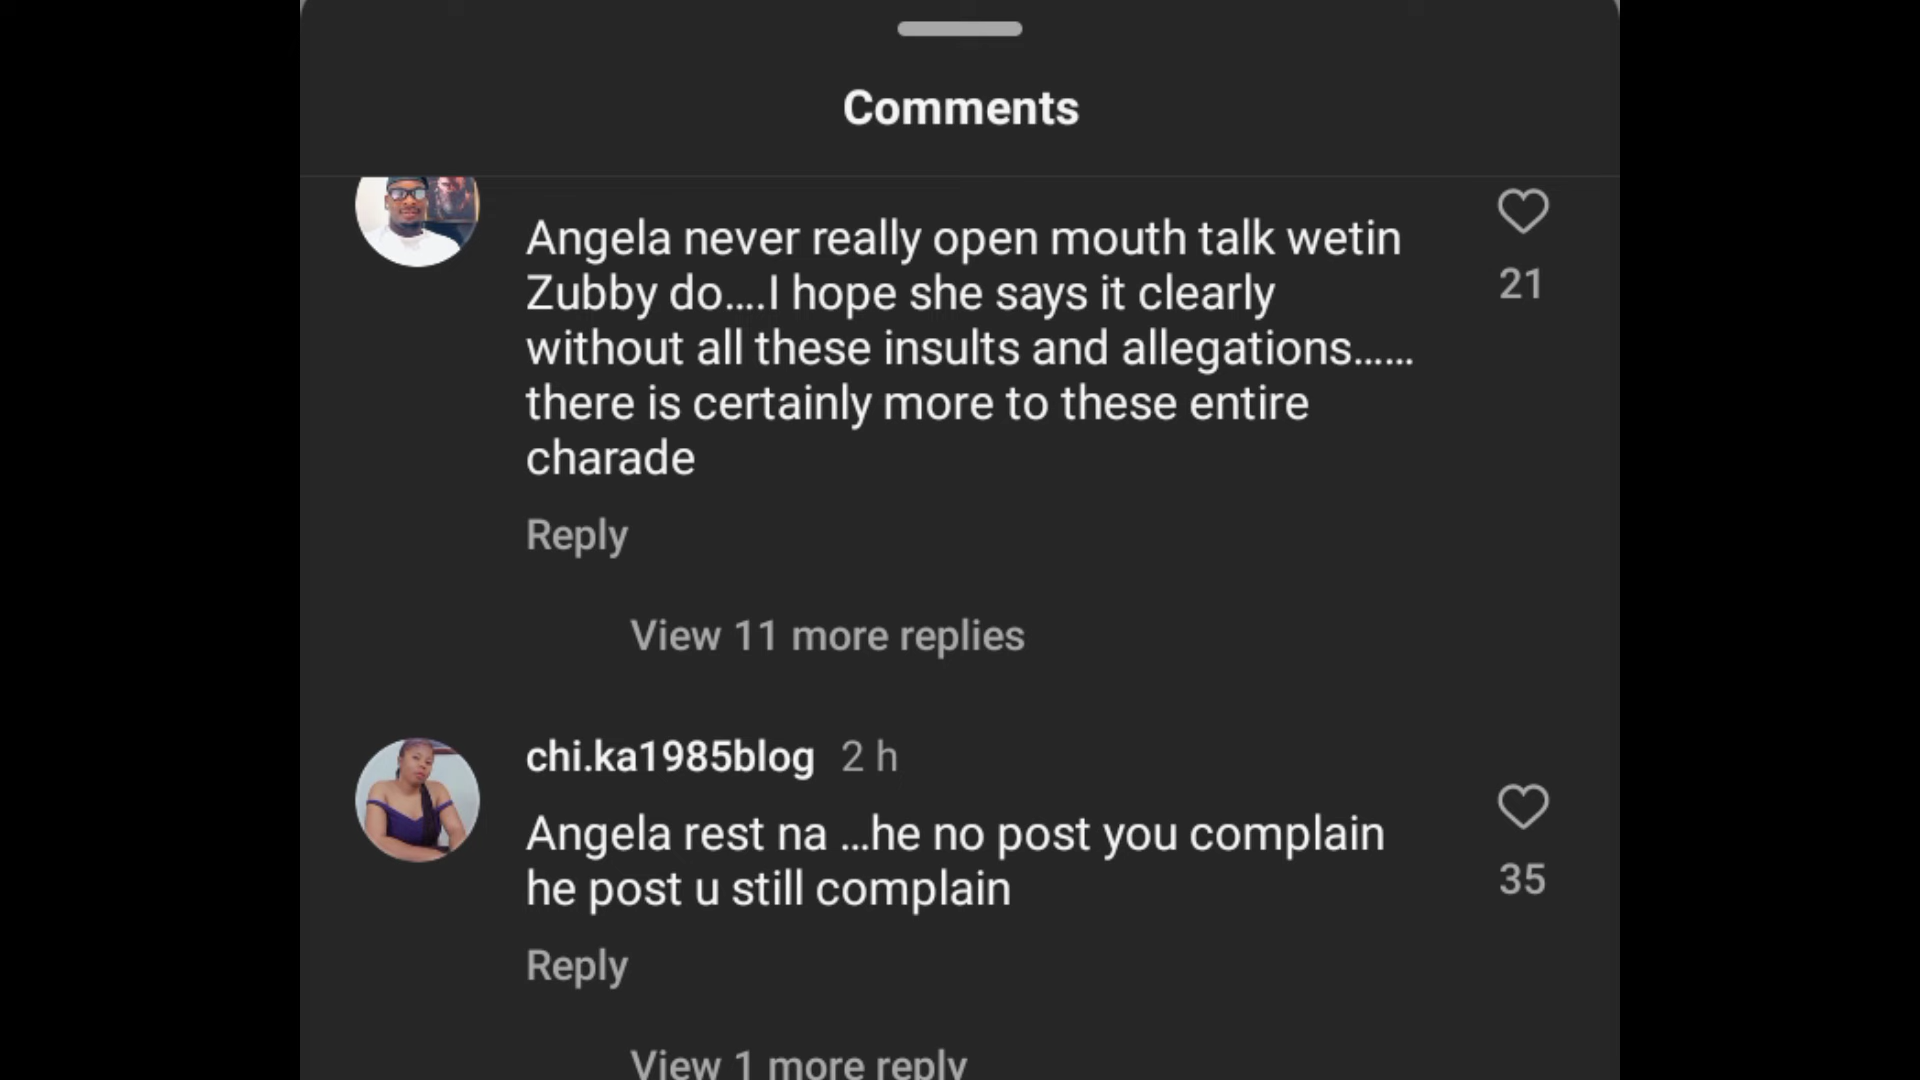 Comments
Angela never really open mouth talk wetin
Zubby do....I hope she says it clearly
without all these insults and allegations......
there is certainly more to these entire
charade
21
Reply
View 11 more replies
chi.ka1985blog 2 h
Angela rest na ...he no post you complain
he post u still complain
35
Reply
View 1 more reply